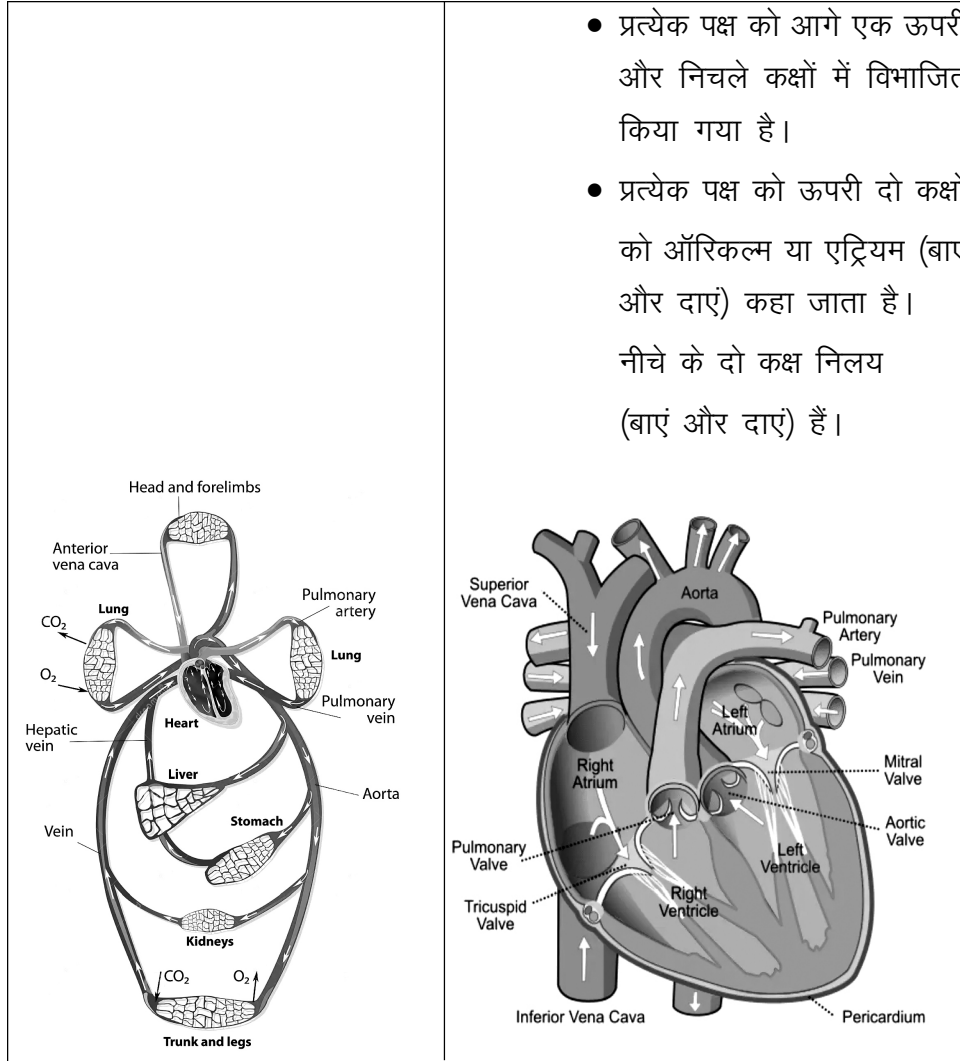 प्रत्येक पक्ष को आगे एक ऊपरी
और निचले कक्षों में विभाजित
किया गया है।
प्रत्येक पक्ष को ऊपरी दो कक्षों
को ऑरिकल्म या एट्रियम (बाएं
और दाएं) कहा जाता है।
नीचे के दो कक्ष निलय
(बाएं और दाएं) हैं।
Head and forelimbs
Anterior
vena cava
Pulmonary
artery
Lung
CO₂
O₂
Lung
Pulmonary
vein
Heart
Hepatic
vein
Liver
Aorta
Stomach
Vein
Kidneys
CO₂
O₂
Trunk and legs
Superior
Vena Cava
Aorta
Pulmonary
Artery
Pulmonary
Vein
Left
Atrium
Right
Atrium
Mitral
Valve
Aortic
Valve
Pulmonary
Valve
Left
Ventricle
Right
Ventricle
Tricuspid
Valve
Inferior Vena Cava
Pericardium